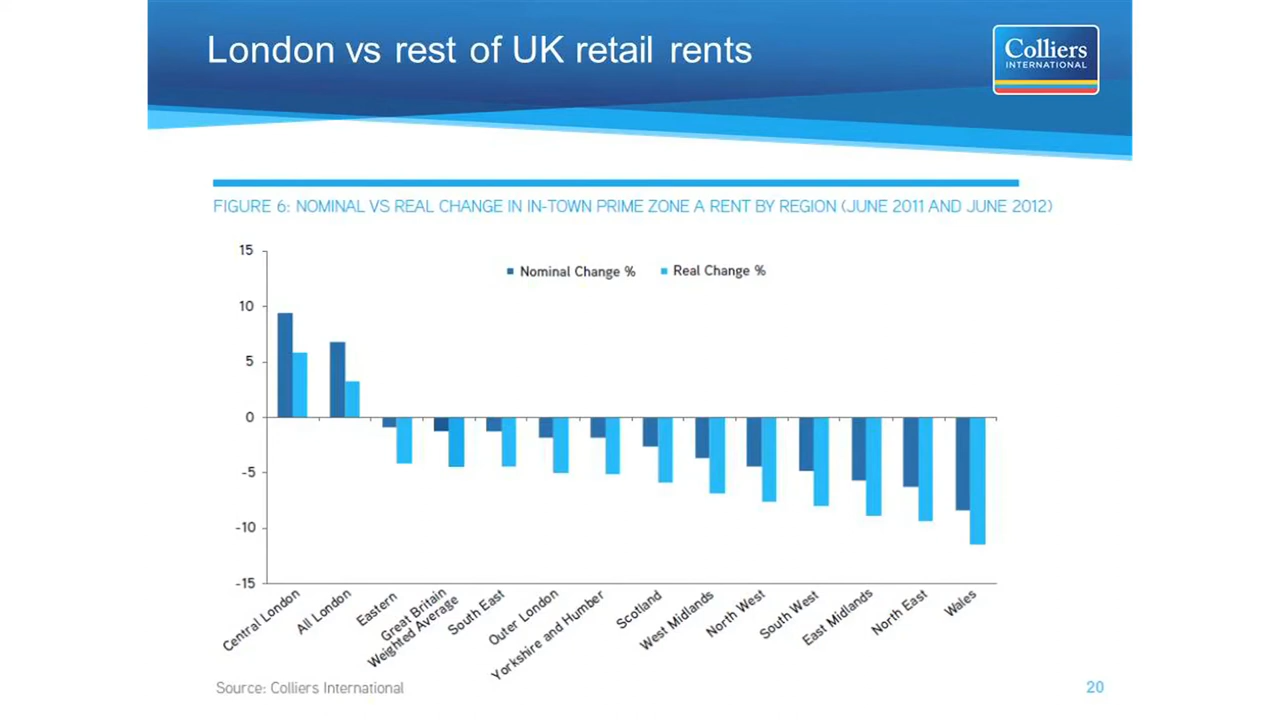 London vs rest of UK retail rents
Colliers
INTERNATIONAL
FIGURE 6: NOMINAL VS REAL CHANGE IN IN-TOWN PRIME ZONE A RENT BY REGION (JUNE 2011 AND JUNE 2012)
Nominal Change %
Real Change %
15
10
5
0
-5
-10
-15
Central London
All London
Eastern
Great Britain
Weighted Average
South East
Outer London
Yorkshire and Humber
Scotland
West Midlands
North West
South West
East Midlands
North East
Wales
Source: Colliers International
20